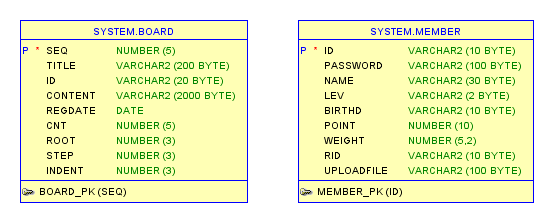 SYSTEM.BOARD
P * SEQ NUMBER (5)
TITLE VARCHAR2 (200 BYTE)
ID VARCHAR2 (20 BYTE)
CONTENT VARCHAR2 (2000 BYTE)
REGDATE DATE
CNT NUMBER (5)
ROOT NUMBER (3)
STEP NUMBER (3)
INDENT NUMBER (3)
BOARD_PK (SEQ)
SYSTEM.MEMBER
P * ID VARCHAR2 (10 BYTE)
PASSWORD VARCHAR2 (100 BYTE)
NAME VARCHAR2 (30 BYTE)
LEV VARCHAR2 (2 BYTE)
BIRTHD VARCHAR2 (10 BYTE)
POINT NUMBER (10)
WEIGHT NUMBER (5,2)
RID VARCHAR2 (10 BYTE)
UPLOADFILE VARCHAR2 (100 BYTE)
MEMBER_PK (ID)